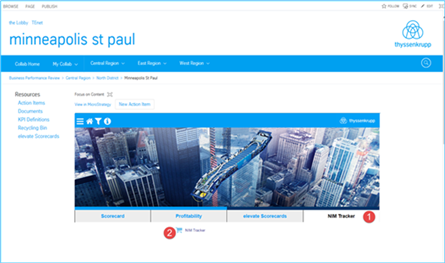 BROWSE PAGE PUBLISH
FOLLOW SYNC EDIT
the Lobby TEnet
minneapolis st paul
thyssenkrupp
Collab Home My Collab Central Region East Region West Region
Business Performance Review > Central Region > North District > Minneapolis St Paul
Resources
Action Items
Documents
KPI Definitions
Recycling Bin
elevate Scorecards
Focus on Content
View in MicroStrategy New Action Item
thyssenkrupp
Scorecard Profitability elevate Scorecards NIM Tracker 1
2 NIM Tracker